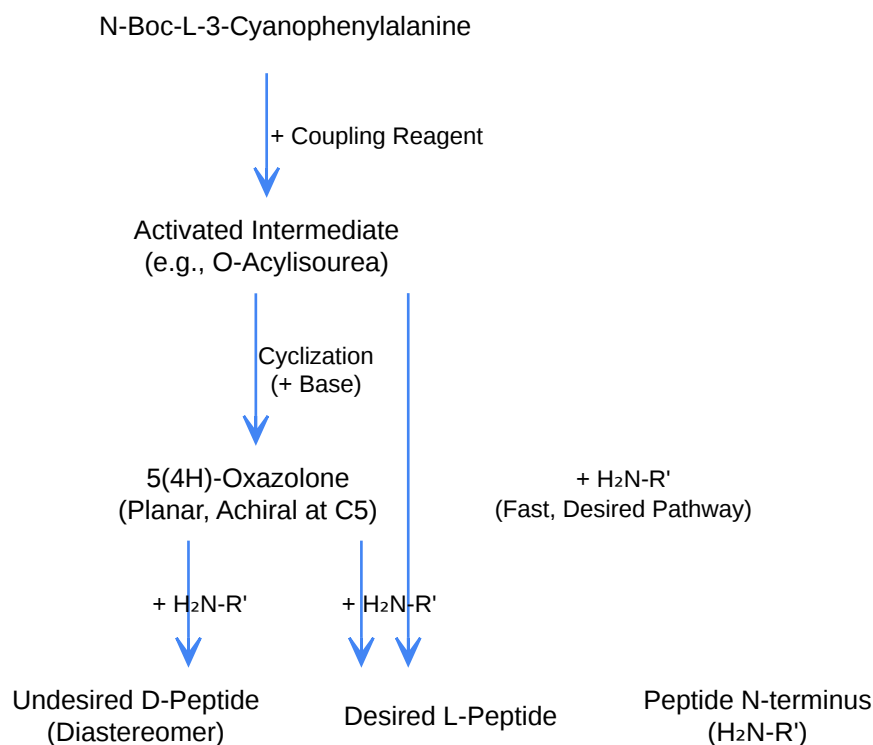 N-Boc-L-3-Cyanophenylalanine
+ Coupling Reagent
Activated Intermediate
(e.g., O-Acylisourea)
Cyclization
(+ Base)
5(4H)-Oxazolone
(Planar, Achiral at C5)
+ H₂N-R'
(Fast, Desired Pathway)
+ H₂N-R'
+ H₂N-R'
Undesired D-Peptide
(Diastereomer)
Desired L-Peptide
Peptide N-terminus
(H₂N-R')